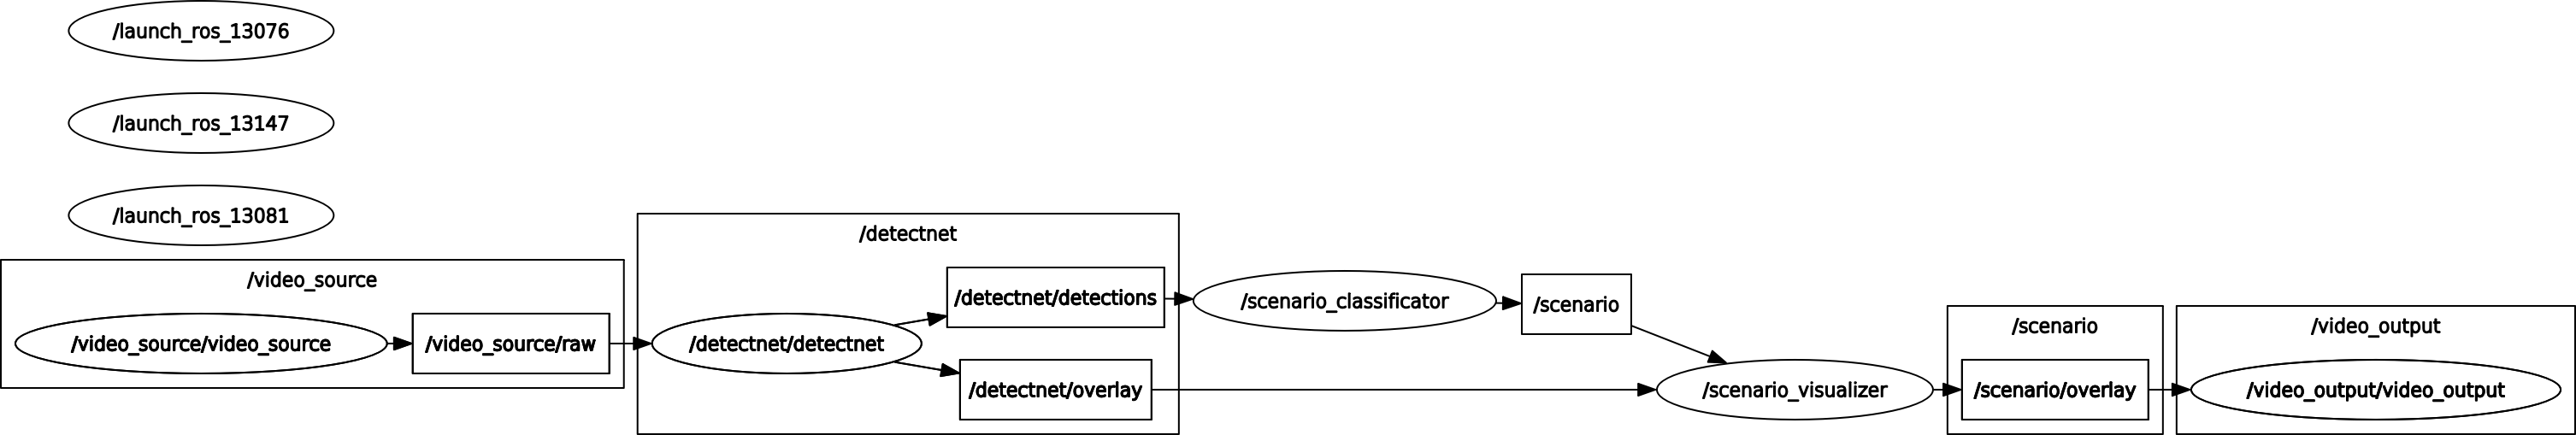 /launch_ros_13076
/launch_ros_13147
/launch_ros_13081
/video_source
/video_source/video_source
/video_source/raw
/detectnet
/detectnet/detectnet
/detectnet/detections
/detectnet/overlay
/scenario_classificator
/scenario
/scenario_visualizer
/scenario
/scenario/overlay
/video_output
/video_output/video_output